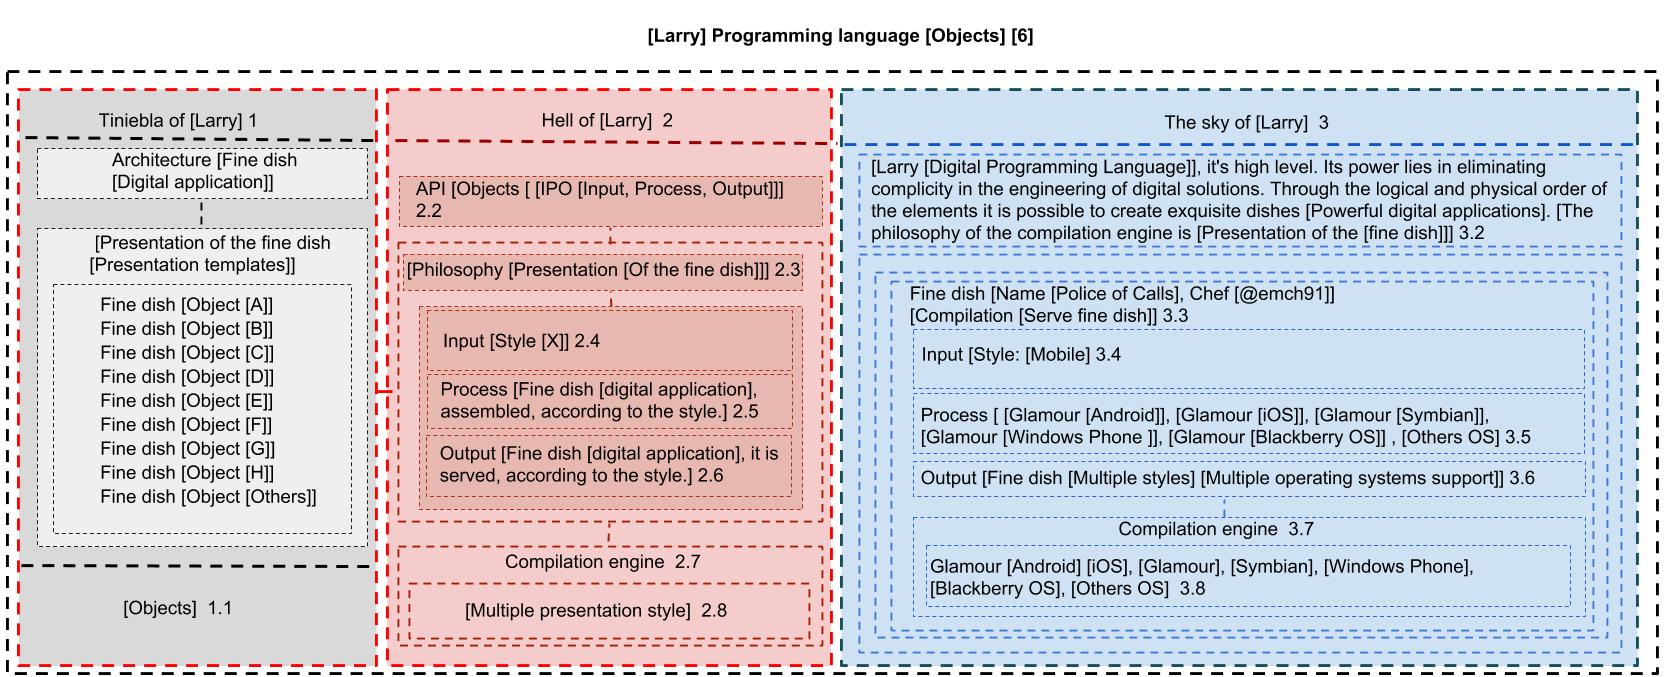 [Larry] Programming language [Objects] [6]
Tiniebla of [Larry] 1
Architecture [Fine dish
[Digital application]]
[Presentation of the fine dish
[Presentation templates]]
Fine dish [Object [A]]
Fine dish [Object [B]]
Fine dish [Object [C]]
Fine dish [Object [D]]
Fine dish [Object [E]]
Fine dish [Object [F]]
Fine dish [Object [G]]
Fine dish [Object [H]]
Fine dish [Object [Others]]
[Objects] 1.1
Hell of [Larry] 2
API [Objects [ [IPO [Input, Process, Output]]]
2.2
[Philosophy [Presentation [Of the fine dish]]] 2.3
Input [Style [X]] 2.4
Process [Fine dish [digital application],
assembled, according to the style.] 2.5
Output [Fine dish [digital application], it is
served, according to the style.] 2.6
Compilation engine 2.7
[Multiple presentation style] 2.8
The sky of [Larry] 3
[Larry [Digital Programming Language]], it's high level. Its power lies in eliminating
complicity in the engineering of digital solutions. Through the logical and physical order of
the elements it is possible to create exquisite dishes [Powerful digital applications]. [The
philosophy of the compilation engine is [Presentation of the [fine dish]]] 3.2
Fine dish [Name [Police of Calls], Chef [@emch91]]
[Compilation [Serve fine dish]] 3.3
Input [Style: [Mobile] 3.4
Process [ [Glamour [Android]], [Glamour [iOS]], [Glamour [Symbian]],
[Glamour [Windows Phone ]], [Glamour [Blackberry OS]] , [Others OS] 3.5
Output [Fine dish [Multiple styles] [Multiple operating systems support]] 3.6
Compilation engine 3.7
Glamour [Android] [iOS], [Glamour], [Symbian], [Windows Phone],
[Blackberry OS], [Others OS] 3.8